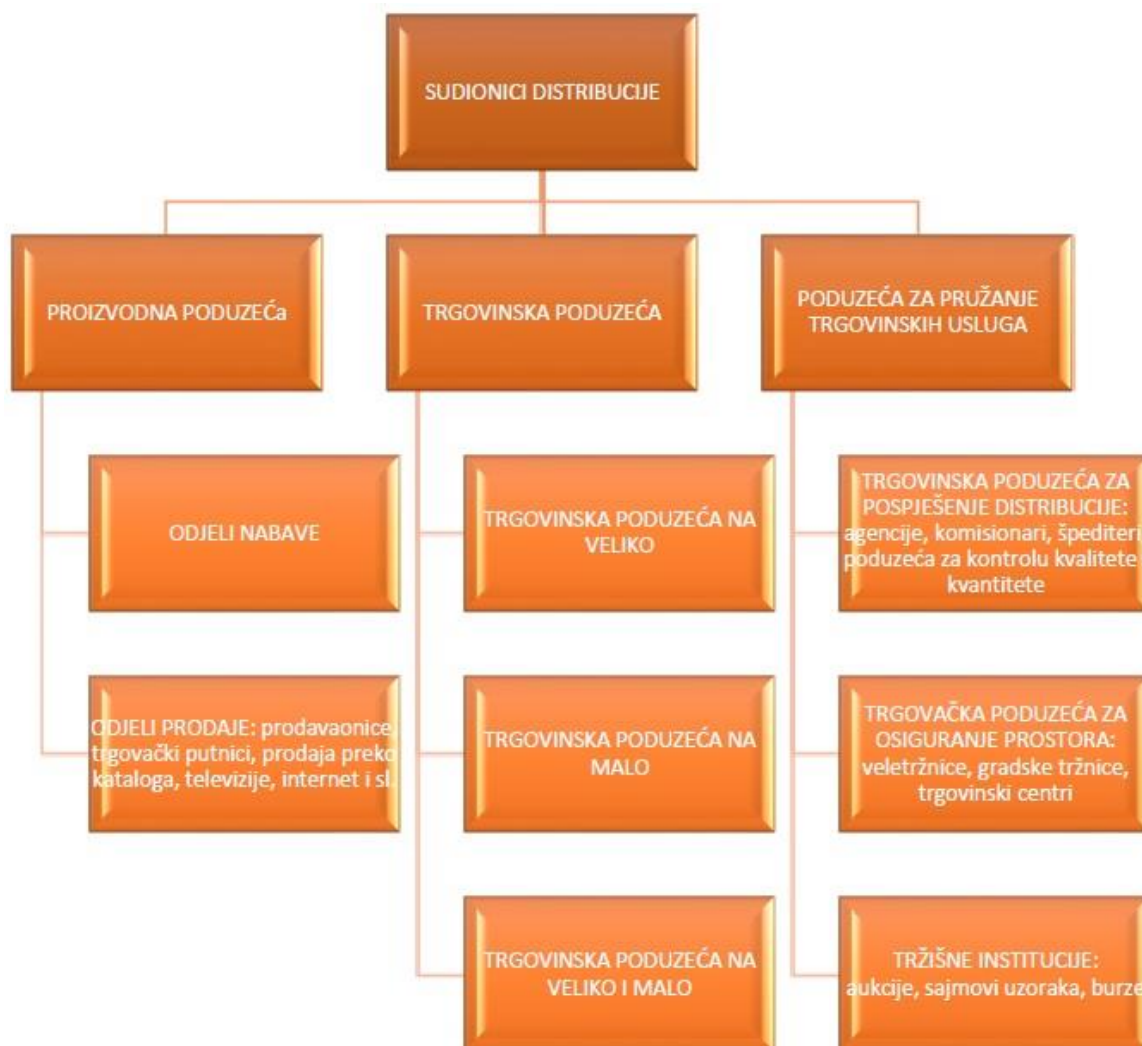 SUDIONICI DISTRIBUCIJE
PROIZVODNA PODUZEĆa
TRGOVINSKA PODUZEĆA
PODUZEĆA ZA PRUŽANJE
TRGOVINSKIH USLUGA
ODJELI NABAVE
ODJELI PRODAJE: prodavaonice,
trgovački putnici, prodaja preko
kataloga, televizije, internet i sl.
TRGOVINSKA PODUZEĆA NA
VELIKO
TRGOVINSKA PODUZEĆA NA
MALO
TRGOVINSKA PODUZEĆA NA
VELIKO I MALO
TRGOVINSKA PODUZEĆA ZA
POSPJEŠENJE DISTRIBUCIJE:
agencije, komisionari, špediteri
poduzeća za kontrolu kvalitete
kvantitete
TRGOVAČKA PODUZEĆA ZA
OSIGURANJE PROSTORA:
veletržnice, gradske tržnice,
trgovinski centri
TRŽIŠNE INSTITUCIJE:
aukcije, sajmovi uzoraka, burze